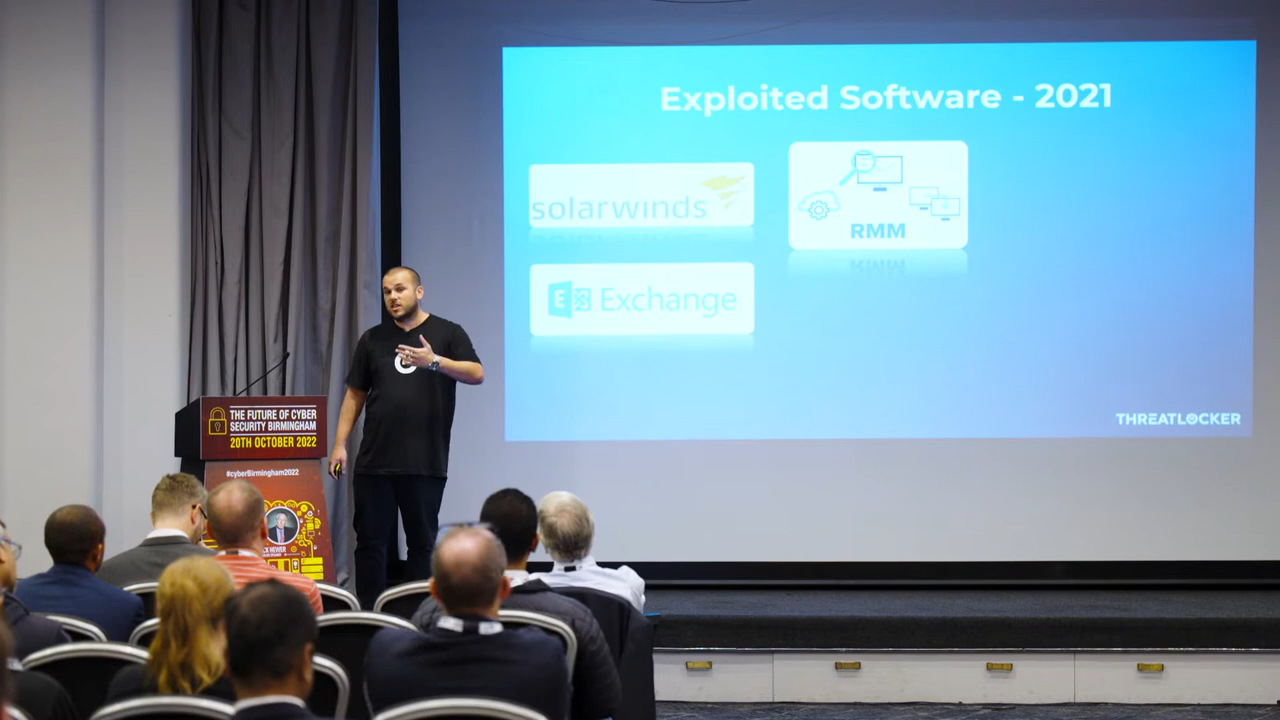 Exploited Software - 2021
solarwinds
RMM
E Exchange
THREATLOCKER
THE FUTURE OF CYBER
SECURITY BIRMINGHAM
20TH OCTOBER 2022
#cyberBirmingham2022